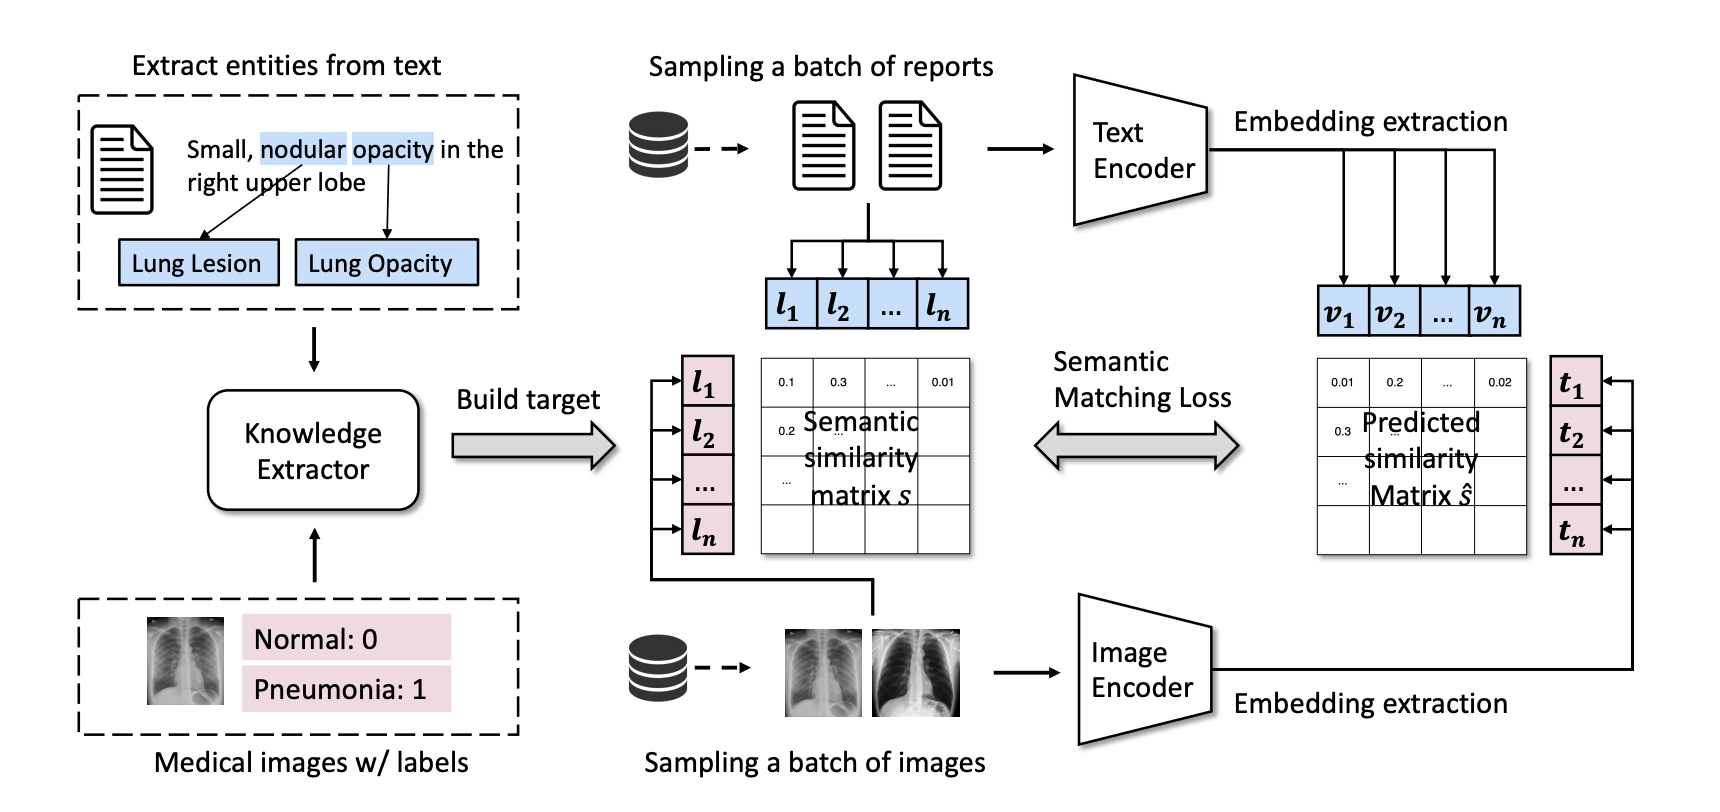 Extract entities from text
Small, nodular opacity in the
right upper lobe
Lung Lesion
Lung Opacity
Knowledge
Extractor
Normal: 0
Pneumonia: 1
Medical images w/ labels
Build target
Sampling a batch of reports
l₁ l₂ ... lₙ
l₁
l₂
...
lₙ
0.1 0.3 ... 0.01
0.2 ...
...
Semantic
similarity
matrix s
Sampling a batch of images
Semantic
Matching Loss
Text
Encoder
Embedding extraction
v₁ v₂ ... vₙ
0.01 0.2 ... 0.02
0.3 ...
...
Predicted
similarity
Matrix ŝ
t₁
t₂
...
tₙ
Image
Encoder
Embedding extraction